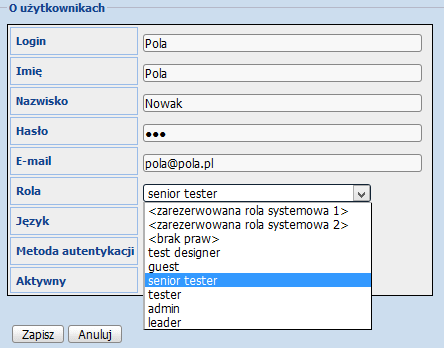 O użytkownikach
Login Pola
Imię Pola
Nazwisko Nowak
Hasło •••
E-mail pola@pola.pl
Rola senior tester
<zarezerwowana rola systemowa 1>
Język <zarezerwowana rola systemowa 2>
<brak praw>
Metoda autentykacji test designer
guest
Aktywny senior tester
tester
admin
leader
Zapisz Anuluj